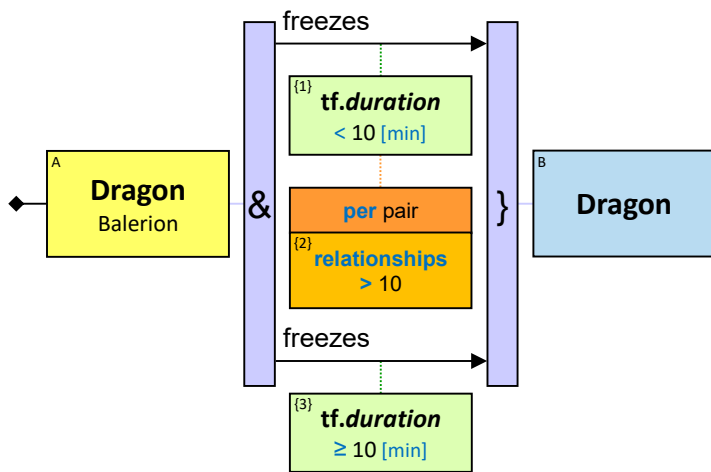 freezes
{1}
tf.duration
< 10 [min]
A
Dragon
Balerion
&
per pair
{2}
relationships
> 10
}
B
Dragon
freezes
{3}
tf.duration
≥ 10 [min]